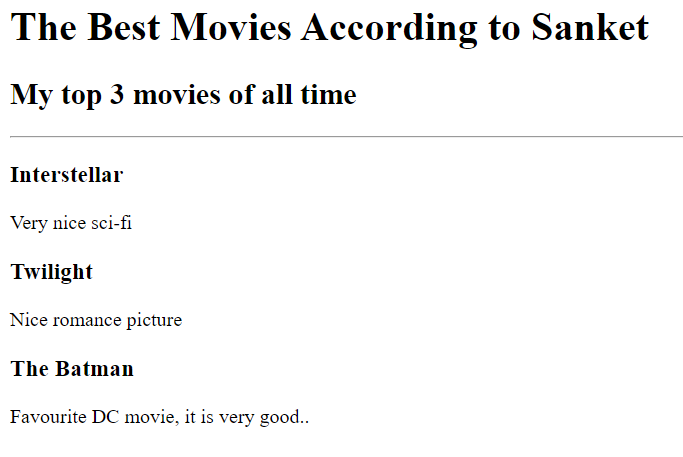 The Best Movies According to Sanket
My top 3 movies of all time
Interstellar
Very nice sci-fi
Twilight
Nice romance picture
The Batman
Favourite DC movie, it is very good..